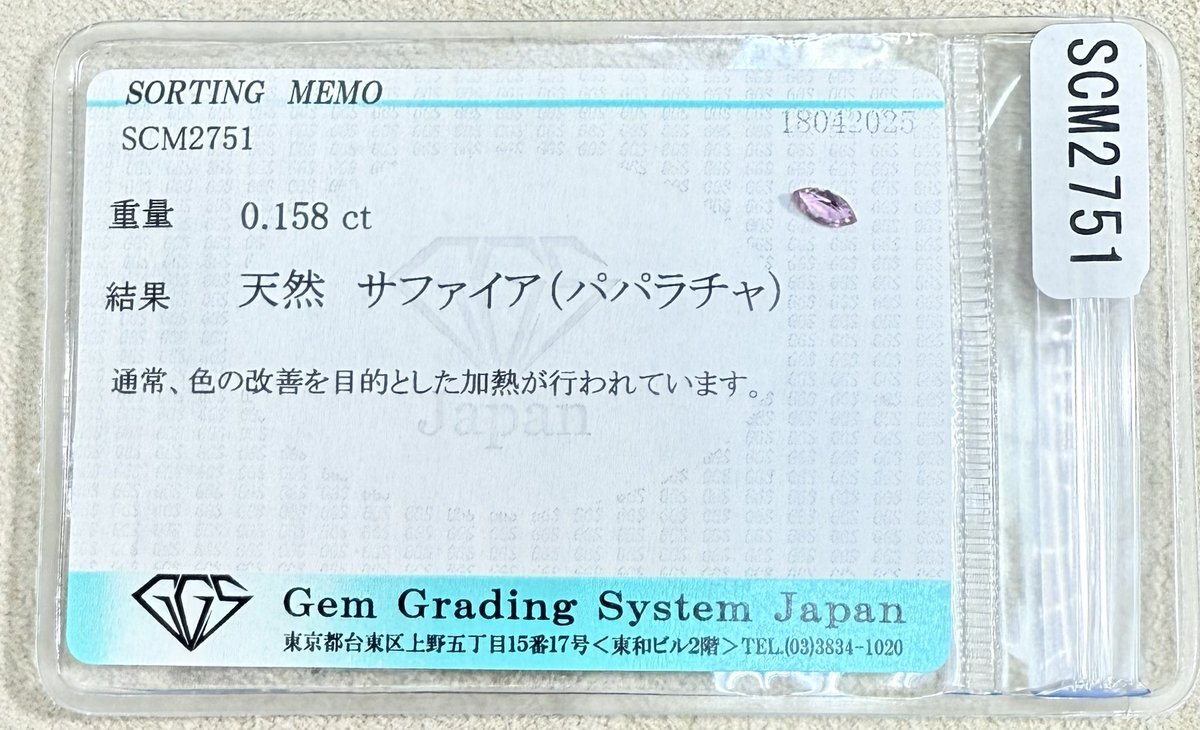 SORTING MEMO
SCM2751
18042025
重量 0.158 ct
結果 天然 サファイア(パパラチャ)
通常、色の改善を目的とした加熱が行われています。
Japan
GGS
Gem Grading System Japan
東京都台東区上野五丁目15番17号<東和ビル2階>TEL.(03)3834-1020
SCM2751